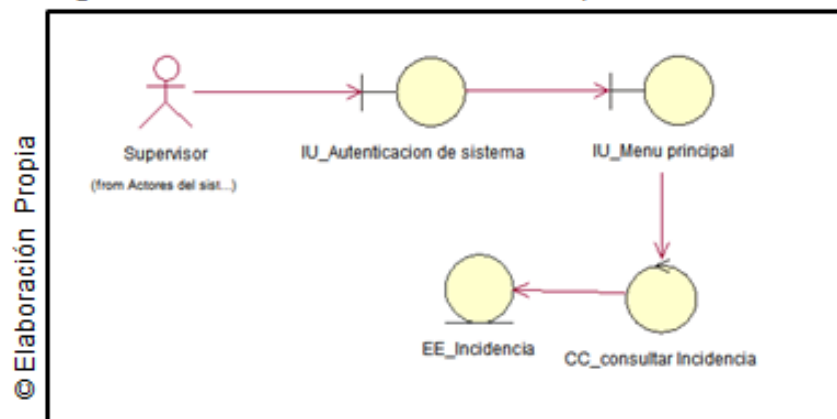 © Elaboración Propia
Supervisor
(from Actores del sist...)
IU_Autenticacion de sistema
IU_Menu principal
EE_Incidencia
CC_consultar Incidencia